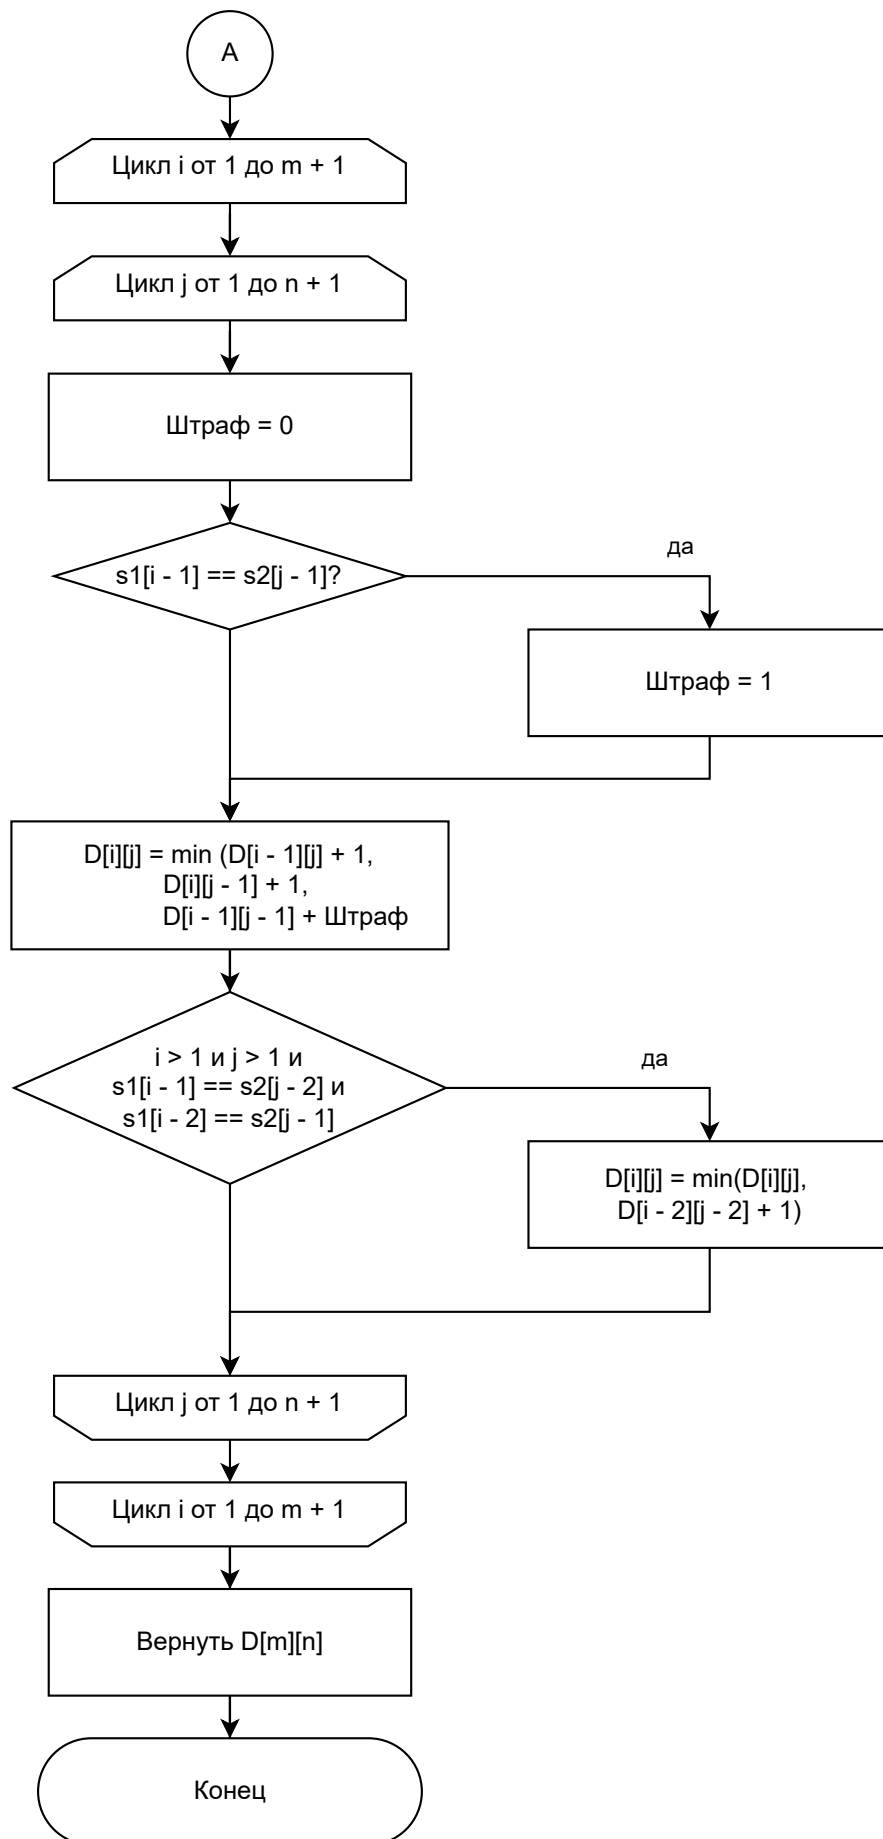 A
Цикл i от 1 до m + 1
Цикл j от 1 до n + 1
Штраф = 0
s1[i - 1] == s2[j - 1]?
да
Штраф = 1
D[i][j] = min (D[i - 1][j] + 1,
D[i][j - 1] + 1,
D[i - 1][j - 1] + Штраф
i > 1 и j > 1 и
s1[i - 1] == s2[j - 2] и
s1[i - 2] == s2[j - 1]
да
D[i][j] = min(D[i][j],
D[i - 2][j - 2] + 1)
Цикл j от 1 до n + 1
Цикл i от 1 до m + 1
Вернуть D[m][n]
Конец